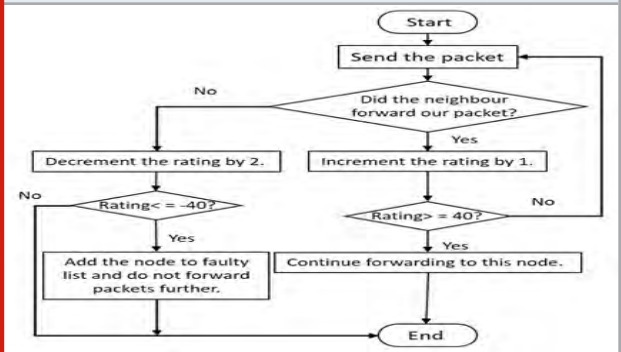 Start
Send the packet
No
Did the neighbour
forward our packet?
Yes
Decrement the rating by 2.
Increment the rating by 1.
No
Rating< = -40?
Rating> = 40?
No
Yes
Yes
Add the node to faulty
list and do not forward
packets further.
Continue forwarding to this node.
End